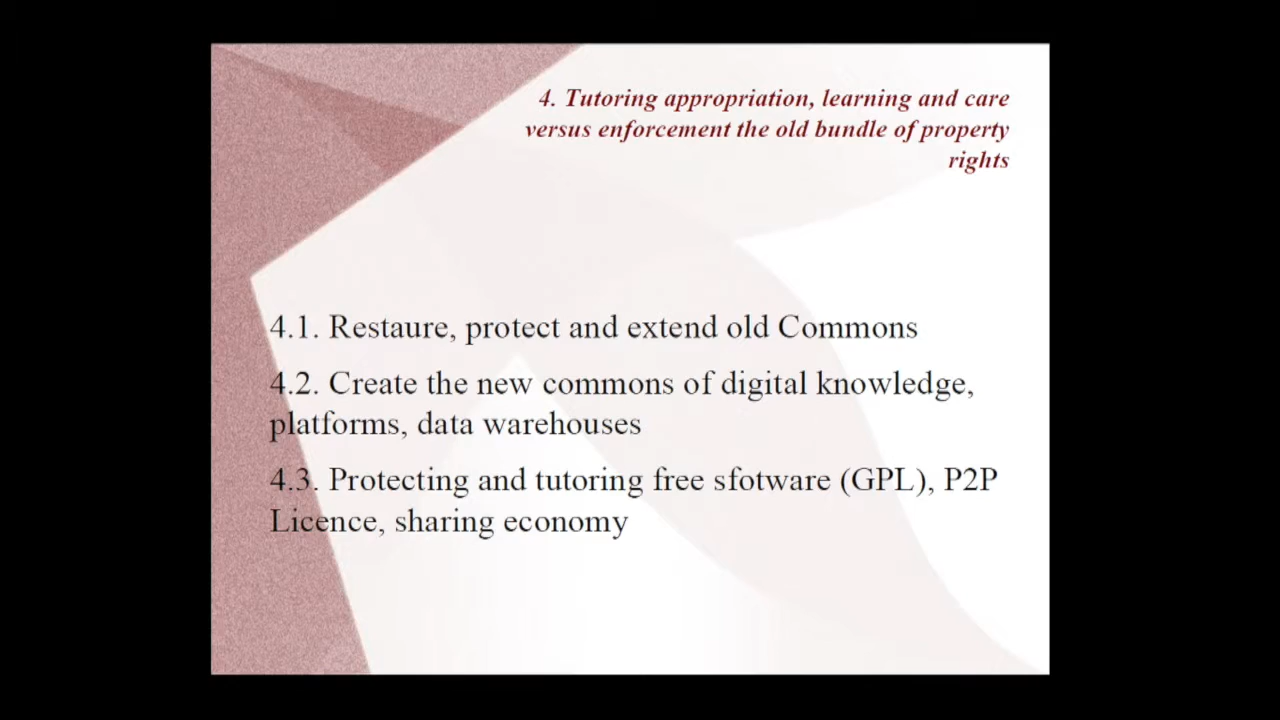 4. Tutoring appropriation, learning and care
versus enforcement the old bundle of property
rights
4.1. Restaure, protect and extend old Commons
4.2. Create the new commons of digital knowledge,
platforms, data warehouses
4.3. Protecting and tutoring free sfotware (GPL), P2P
Licence, sharing economy